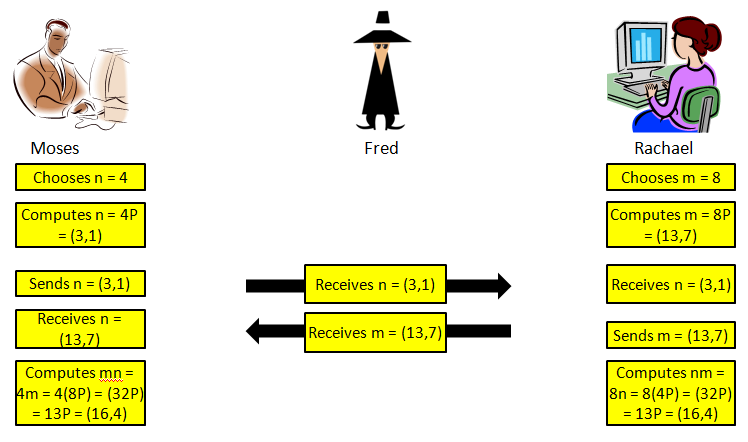 Moses
Fred
Rachael
Chooses n = 4
Chooses m = 8
Computes n = 4P
= (3,1)
Computes m = 8P
= (13,7)
Sends n = (3,1)
Receives n = (3,1)
Receives n = (3,1)
Receives n =
(13,7)
Receives m = (13,7)
Sends m = (13,7)
Computes mn =
4m = 4(8P) = (32P)
= 13P = (16,4)
Computes nm =
8n = 8(4P) = (32P)
= 13P = (16,4)